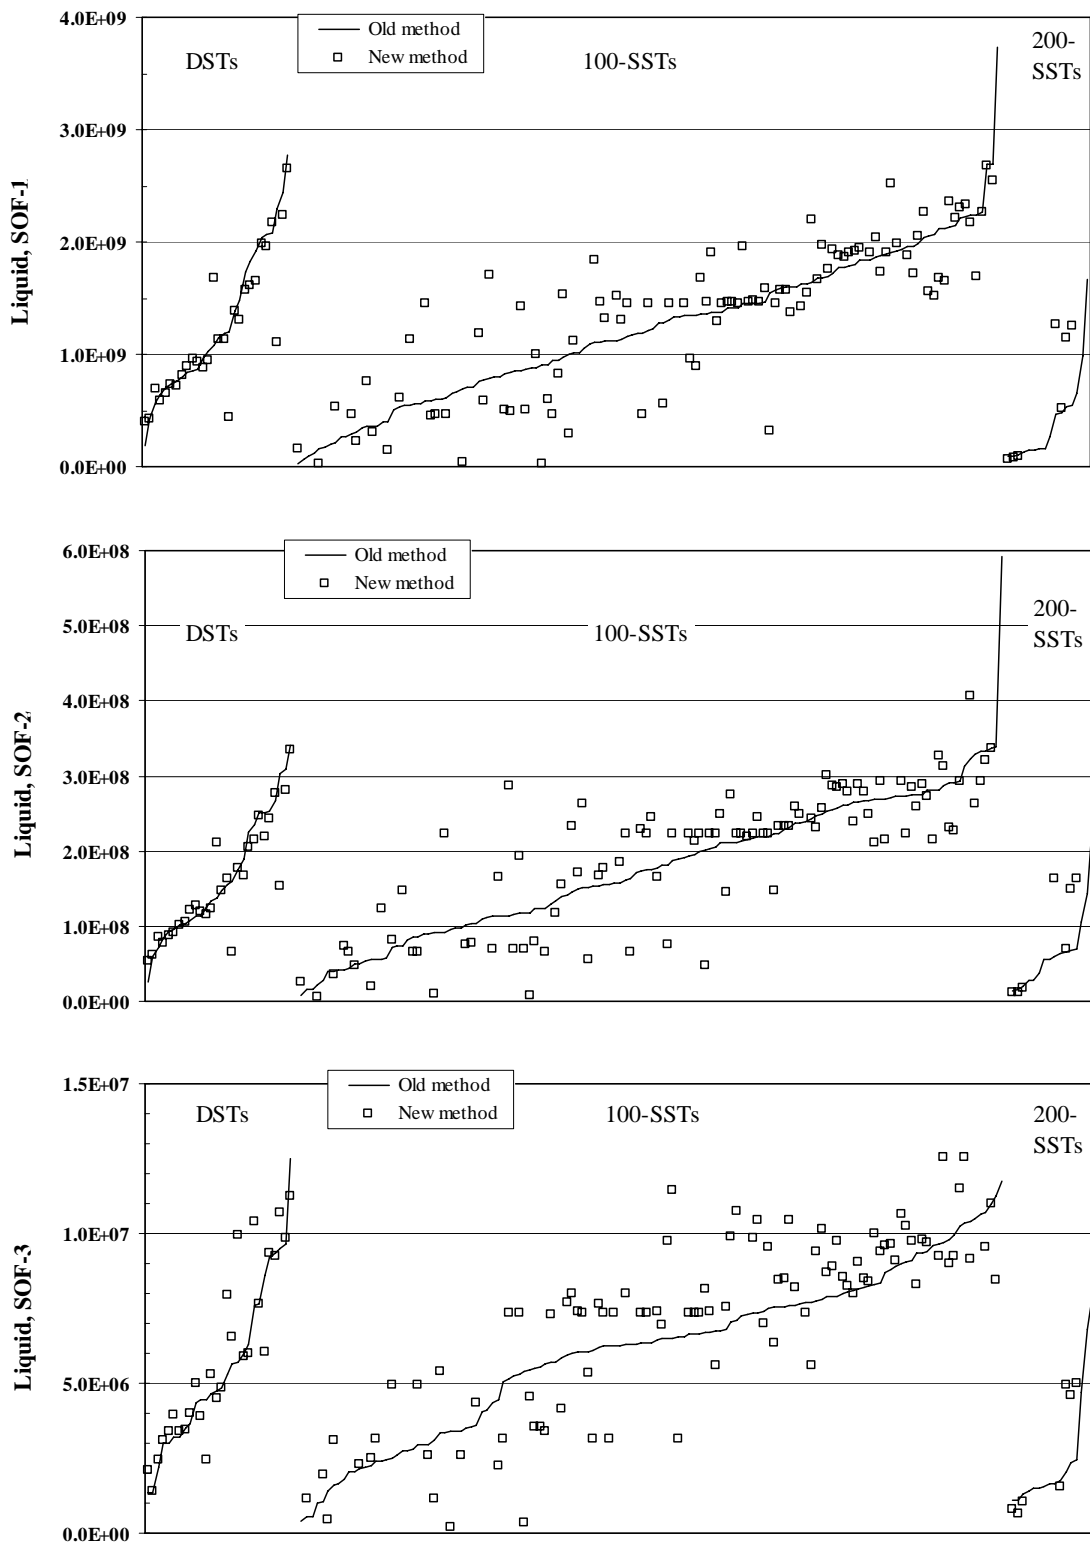 4.0E+09
Old method
New method
DSTs
100-SSTs
200-
SSTs
3.0E+09
2.0E+09
1.0E+09
0.0E+00
Liquid, SOF-1
6.0E+08
Old method
New method
DSTs
100-SSTs
200-
SSTs
5.0E+08
4.0E+08
3.0E+08
2.0E+08
1.0E+08
0.0E+00
Liquid, SOF-2
1.5E+07
Old method
New method
DSTs
100-SSTs
200-
SSTs
1.0E+07
5.0E+06
0.0E+00
Liquid, SOF-3